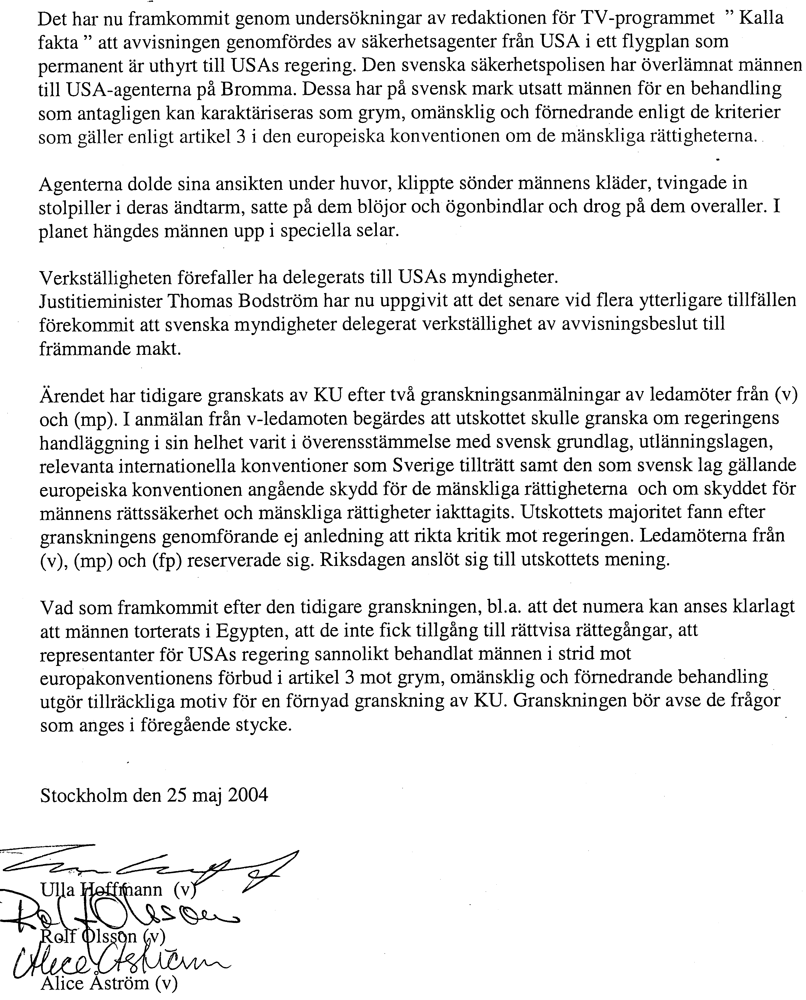 Det har nu framkommit genom undersökningar av redaktionen för TV-programmet ” Kalla
fakta ” att avvisningen genomfördes av säkerhetsagenter från USA i ett flygplan som
permanent är uthyrt till USAs regering. Den svenska säkerhetspolisen har överlämnat männen
till USA-agenterna på Bromma. Dessa har på svensk mark utsatt männen för en behandling
som antagligen kan karaktäriseras som grym, omänsklig och förnedrande enligt de kriterier
som gäller enligt artikel 3 i den europeiska konventionen om de mänskliga rättigheterna.
Agenterna dolde sina ansikten under huvor, klippte sönder männens kläder, tvingade in
stolpiller i deras ändtarm, satte på dem blöjor och ögonbindlar och drog på dem overaller. I
planet hängdes männen upp i speciella selar.
Verkställigheten förefaller ha delegerats till USAs myndigheter.
Justitieminister Thomas Bodström har nu uppgivit att det senare vid flera ytterligare tillfällen
förekommit att svenska myndigheter delegerat verkställighet av avvisningsbeslut till
främmande makt.
Ärendet har tidigare granskats av KU efter två granskningsanmälningar av ledamöter från (v)
och (mp). I anmälan från v-ledamoten begärdes att utskottet skulle granska om regeringens
handläggning i sin helhet varit i överensstämmelse med svensk grundlag, utlänningslagen,
relevanta internationella konventioner som Sverige tillträtt samt den som svensk lag gällande
europeiska konventionen angående skydd för de mänskliga rättigheterna och om skyddet för
männens rättssäkerhet och mänskliga rättigheter iakttagits. Utskottets majoritet fann efter
granskningens genomförande ej anledning att rikta kritik mot regeringen. Ledamöterna från
(v), (mp) och (fp) reserverade sig. Riksdagen anslöt sig till utskottets mening.
Vad som framkommit efter den tidigare granskningen, bl.a. att det numera kan anses klarlagt
att männen torterats i Egypten, att de inte fick tillgång till rättvisa rättegångar, att
representanter för USAs regering sannolikt behandlat männen i strid mot
europakonventionens förbud i artikel 3 mot grym, omänsklig och förnedrande behandling
utgör tillräckliga motiv för en förnyad granskning av KU. Granskningen bör avse de frågor
som anges i föregående stycke.
Stockholm den 25 maj 2004
Ulla Hoffmann (v)
Rolf Olsson
Rolf Olsson (v)
Alice Åström
Alice Åström (v)